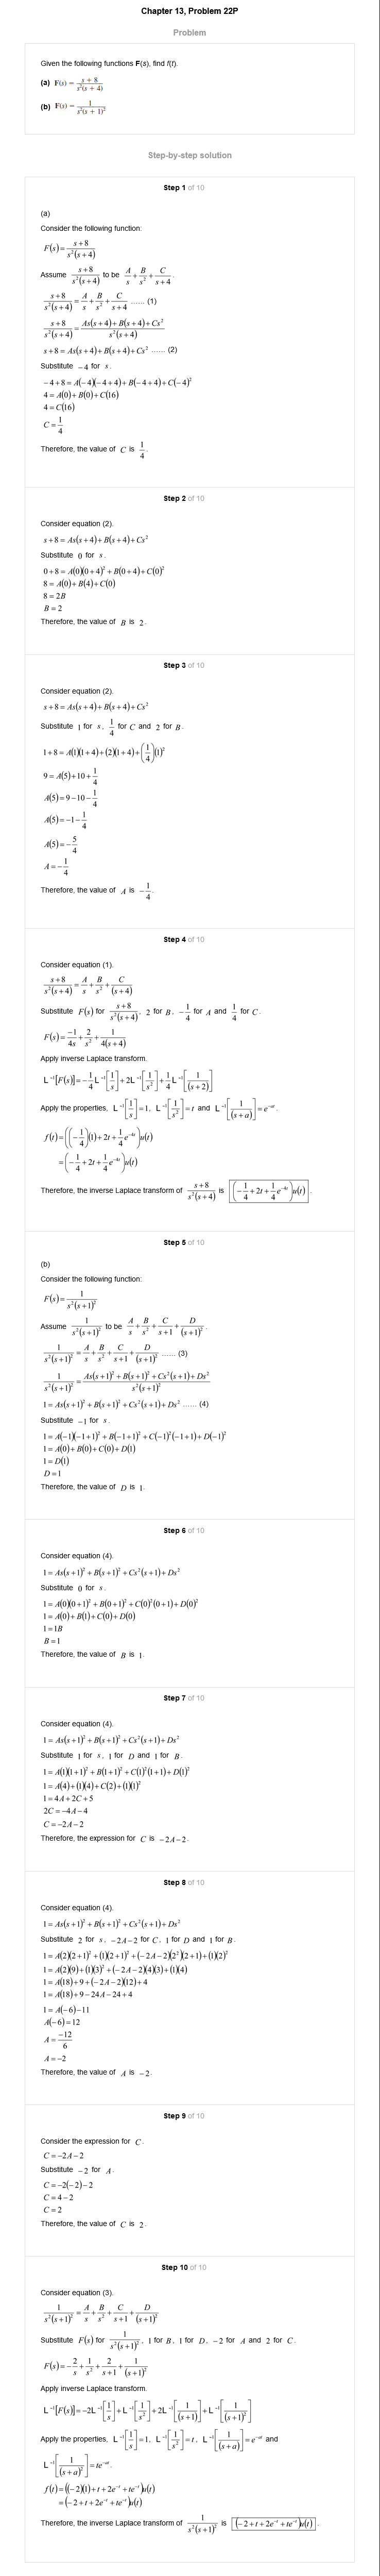 Chapter 13, Problem 22P
Problem
Given the following functions F(s), find f(t).
(a) F(s) = \frac{s + 8}{s^2(s + 4)}
(b) F(s) = \frac{1}{s^2(s + 1)^2}
Step-by-step solution
Step 1 of 10
(a)
Consider the following function:
F(s) = \frac{s+8}{s^2(s+4)}
Assume \frac{s+8}{s^2(s+4)} to be \frac{A}{s} + \frac{B}{s^2} + \frac{C}{s+4}.
\frac{s+8}{s^2(s+4)} = \frac{A}{s} + \frac{B}{s^2} + \frac{C}{s+4} ...... (1)
\frac{s+8}{s^2(s+4)} = \frac{As(s+4)+B(s+4)+Cs^2}{s^2(s+4)}
s+8 = As(s+4)+B(s+4)+Cs^2 ...... (2)
Substitute -4 for s.
-4+8 = A(-4)(-4+4)+B(-4+4)+C(-4)^2
4 = A(0)+B(0)+C(16)
4 = C(16)
C = \frac{1}{4}
Therefore, the value of C is \frac{1}{4}.
Step 2 of 10
Consider equation (2).
s+8 = As(s+4)+B(s+4)+Cs^2
Substitute 0 for s.
0+8 = A(0)(0+4)^2+B(0+4)+C(0)^2
8 = A(0)+B(4)+C(0)
8 = 2B
B = 2
Therefore, the value of B is 2.
Step 3 of 10
Consider equation (2).
s+8 = As(s+4)+B(s+4)+Cs^2
Substitute 1 for s, \frac{1}{4} for C and 2 for B.
1+8 = A(1)(1+4)+(2)(1+4)+\left(\frac{1}{4}\right)(1)^2
9 = A(5)+10+\frac{1}{4}
A(5) = 9-10-\frac{1}{4}
A(5) = -1-\frac{1}{4}
A(5) = -\frac{5}{4}
A = -\frac{1}{4}
Therefore, the value of A is -\frac{1}{4}.
Step 4 of 10
Consider equation (1).
\frac{s+8}{s^2(s+4)} = \frac{A}{s} + \frac{B}{s^2} + \frac{C}{(s+4)}
Substitute F(s) for \frac{s+8}{s^2(s+4)}, 2 for B, -\frac{1}{4} for A and \frac{1}{4} for C.
F(s) = \frac{-1}{4s} + \frac{2}{s^2} + \frac{1}{4(s+4)}
Apply inverse Laplace transform.
L^{-1}[F(s)] = -\frac{1}{4}L^{-1}\left[\frac{1}{s}\right] + 2L^{-1}\left[\frac{1}{s^2}\right] + \frac{1}{4}L^{-1}\left[\frac{1}{(s+2)}\right]
Apply the properties, L^{-1}\left[\frac{1}{s}\right] = 1, L^{-1}\left[\frac{1}{s^2}\right] = t and L^{-1}\left[\frac{1}{(s+a)}\right] = e^{-at}.
f(t) = \left(\left(-\frac{1}{4}\right)(1)+2t+\frac{1}{4}e^{-4t}\right)u(t)
= \left(-\frac{1}{4}+2t+\frac{1}{4}e^{-4t}\right)u(t)
Therefore, the inverse Laplace transform of \frac{s+8}{s^2(s+4)} is \left(-\frac{1}{4}+2t+\frac{1}{4}e^{-4t}\right)u(t).
Step 5 of 10
(b)
Consider the following function:
F(s) = \frac{1}{s^2(s+1)^2}
Assume \frac{1}{s^2(s+1)^2} to be \frac{A}{s} + \frac{B}{s^2} + \frac{C}{s+1} + \frac{D}{(s+1)^2}.
\frac{1}{s^2(s+1)^2} = \frac{A}{s} + \frac{B}{s^2} + \frac{C}{s+1} + \frac{D}{(s+1)^2} ...... (3)
\frac{1}{s^2(s+1)^2} = \frac{As(s+1)^2+B(s+1)^2+Cs^2(s+1)+Ds^2}{s^2(s+1)^2}
1 = As(s+1)^2+B(s+1)^2+Cs^2(s+1)+Ds^2 ...... (4)
Substitute -1 for s.
1 = A(-1)(-1+1)^2+B(-1+1)^2+C(-1)^2(-1+1)+D(-1)^2
1 = A(0)+B(0)+C(0)+D(1)
1 = D(1)
D = 1
Therefore, the value of D is 1.
Step 6 of 10
Consider equation (4).
1 = As(s+1)^2+B(s+1)^2+Cs^2(s+1)+Ds^2
Substitute 0 for s.
1 = A(0)(0+1)^2+B(0+1)^2+C(0)^2(0+1)+D(0)^2
1 = A(0)+B(1)+C(0)+D(0)
1 = 1B
B = 1
Therefore, the value of B is 1.
Step 7 of 10
Consider equation (4).
1 = As(s+1)^2+B(s+1)^2+Cs^2(s+1)+Ds^2
Substitute 1 for s, 1 for D and 1 for B.
1 = A(1)(1+1)^2+B(1+1)^2+C(1)^2(1+1)+D(1)^2
1 = A(4)+(1)(4)+C(2)+(1)(1)^2
1 = 4A+2C+5
2C = -4A-4
C = -2A-2
Therefore, the expression for C is -2A-2.
Step 8 of 10
Consider equation (4).
1 = As(s+1)^2+B(s+1)^2+Cs^2(s+1)+Ds^2
Substitute 2 for s, -2A-2 for C, 1 for D and 1 for B.
1 = A(2)(2+1)^2+(1)(2+1)^2+(-2A-2)(2^2)(2+1)+(1)(2)^2
1 = A(2)(9)+(1)(3)^2+(-2A-2)(4)(3)+(1)(4)
1 = A(18)+9+(-2A-2)(12)+4
1 = A(18)+9-24A-24+4
1 = A(-6)-11
A(-6) = 12
A = \frac{-12}{6}
A = -2
Therefore, the value of A is -2.
Step 9 of 10
Consider the expression for C.
C = -2A-2
Substitute -2 for A.
C = -2(-2)-2
C = 4-2
C = 2
Therefore, the value of C is 2.
Step 10 of 10
Consider equation (3).
\frac{1}{s^2(s+1)^2} = \frac{A}{s} + \frac{B}{s^2} + \frac{C}{s+1} + \frac{D}{(s+1)^2}
Substitute F(s) for \frac{1}{s^2(s+1)^2}, 1 for B, 1 for D, -2 for A and 2 for C.
F(s) = -\frac{2}{s} + \frac{1}{s^2} + \frac{2}{s+1} + \frac{1}{(s+1)^2}
Apply inverse Laplace transform.
L^{-1}[F(s)] = -2L^{-1}\left[\frac{1}{s}\right] + L^{-1}\left[\frac{1}{s^2}\right] + 2L^{-1}\left[\frac{1}{(s+1)}\right] + L^{-1}\left[\frac{1}{(s+1)^2}\right]
Apply the properties, L^{-1}\left[\frac{1}{s}\right] = 1, L^{-1}\left[\frac{1}{s^2}\right] = t, L^{-1}\left[\frac{1}{(s+a)}\right] = e^{-at} and
L^{-1}\left[\frac{1}{(s+a)^2}\right] = te^{-at}.
f(t) = ((-2)(1)+t+2e^{-t}+te^{-t})u(t)
= (-2+t+2e^{-t}+te^{-t})u(t)
Therefore, the inverse Laplace transform of \frac{1}{s^2(s+1)^2} is (-2+t+2e^{-t}+te^{-t})u(t).